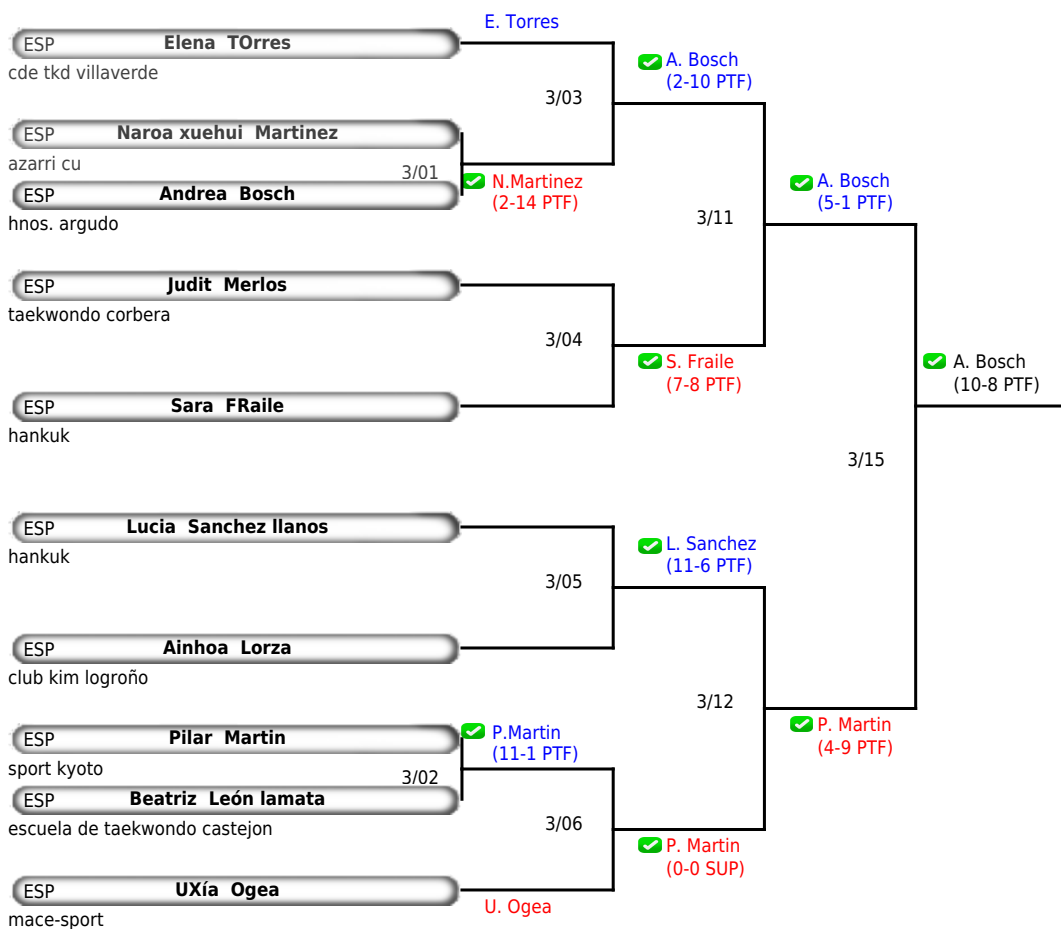 E. Torres
ESP Elena TOrres
cde tkd villaverde
A. Bosch
(2-10 PTF)
3/03
ESP Naroa xuehui Martinez
azarri cu
3/01
N.Martinez
(2-14 PTF)
ESP Andrea Bosch
hnos. argudo
A. Bosch
(5-1 PTF)
3/11
ESP Judit Merlos
taekwondo corbera
3/04
S. Fraile
(7-8 PTF)
A. Bosch
(10-8 PTF)
ESP Sara FRaile
hankuk
3/15
ESP Lucia Sanchez llanos
hankuk
L. Sanchez
(11-6 PTF)
3/05
ESP Ainhoa Lorza
club kim logroño
3/12
P. Martin
(4-9 PTF)
ESP Pilar Martin
sport kyoto
P.Martin
(11-1 PTF)
3/02
ESP Beatriz León lamata
escuela de taekwondo castejon
3/06
P. Martin
(0-0 SUP)
ESP UXía Ogea
mace-sport
U. Ogea